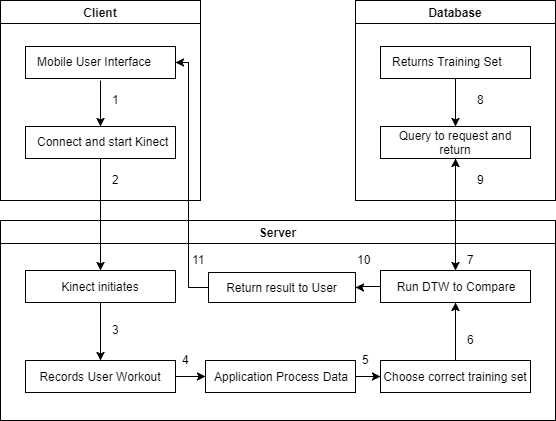 Client
Database
Mobile User Interface
Returns Training Set
1
8
Connect and start Kinect
Query to request and
return
2
9
Server
11
10
7
Kinect initiates
Return result to User
Run DTW to Compare
3
6
4
5
Records User Workout
Application Process Data
Choose correct training set